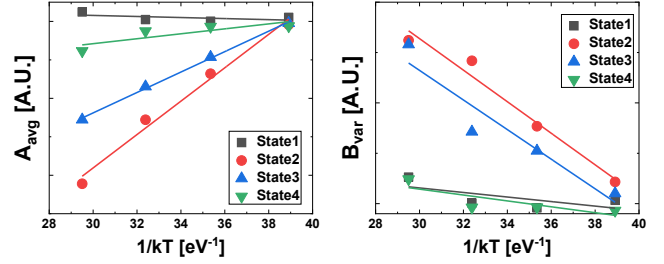 A_avg [A.U.]
State1
State2
State3
State4
28 30 32 34 36 38 40
1/kT [eV⁻¹]
B_var [A.U.]
State1
State2
State3
State4
28 30 32 34 36 38 40
1/kT [eV⁻¹]